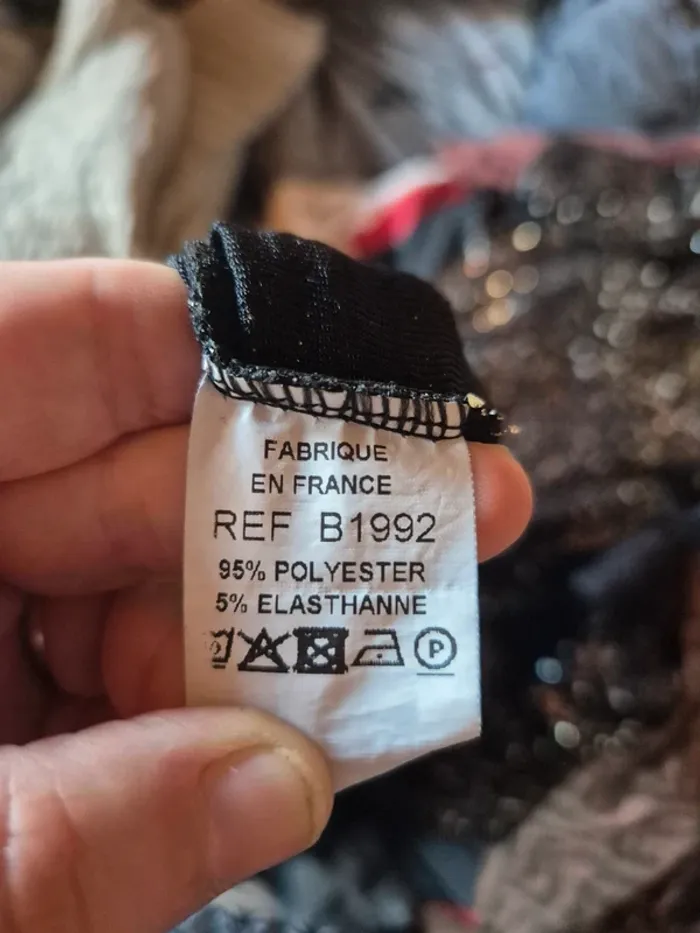 FABRIQUE
EN FRANCE
REF B1992
95% POLYESTER
5% ELASTHANNE
P